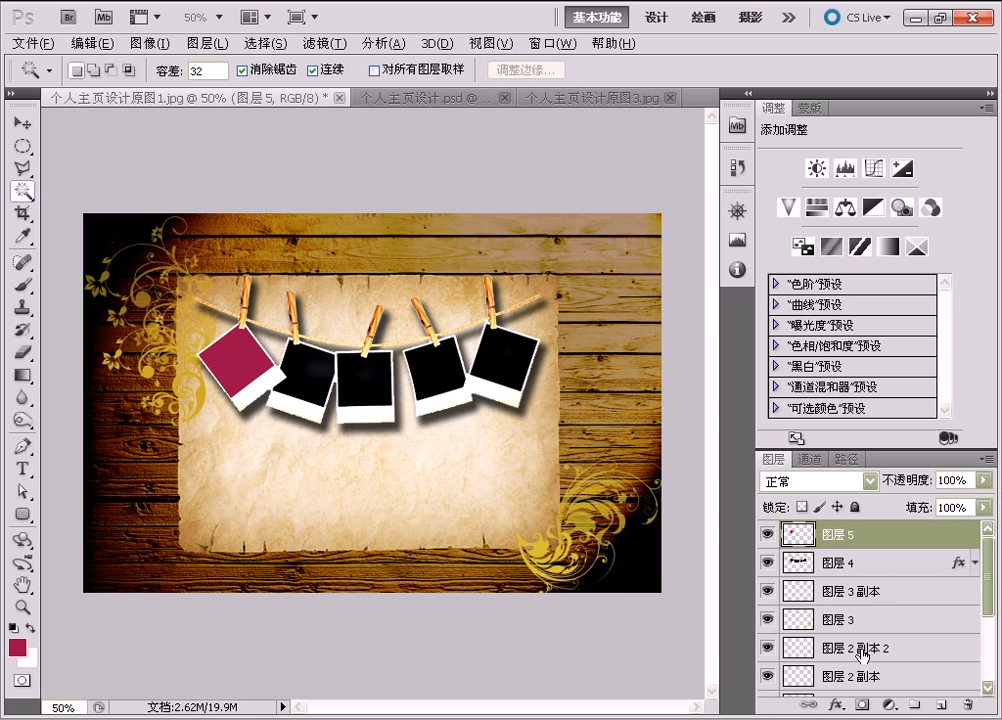 Ps Br Mb 50% 基本功能 设计 绘画 摄影 CS Live
文件(F) 编辑(E) 图像(I) 图层(L) 选择(S) 滤镜(T) 分析(A) 3D(D) 视图(V) 窗口(W) 帮助(H)
容差: 32 消除锯齿 连续 对所有图层取样 调整边缘...
个人主页设计原图1.jpg @ 50% (图层 5, RGB/8) * 个人主页设计.psd @ ... 个人主页设计原图3.jpg
Mb
调整 蒙版
添加调整
"色阶"预设
"曲线"预设
"曝光度"预设
"色相/饱和度"预设
"黑白"预设
"通道混和器"预设
"可选颜色"预设
图层 通道 路径
正常 不透明度: 100%
锁定: 填充: 100%
图层 5
图层 4 fx
图层 3 副本
图层 3
图层 2 副本 2
图层 2 副本
fx
50% 文档:2.62M/19.9M